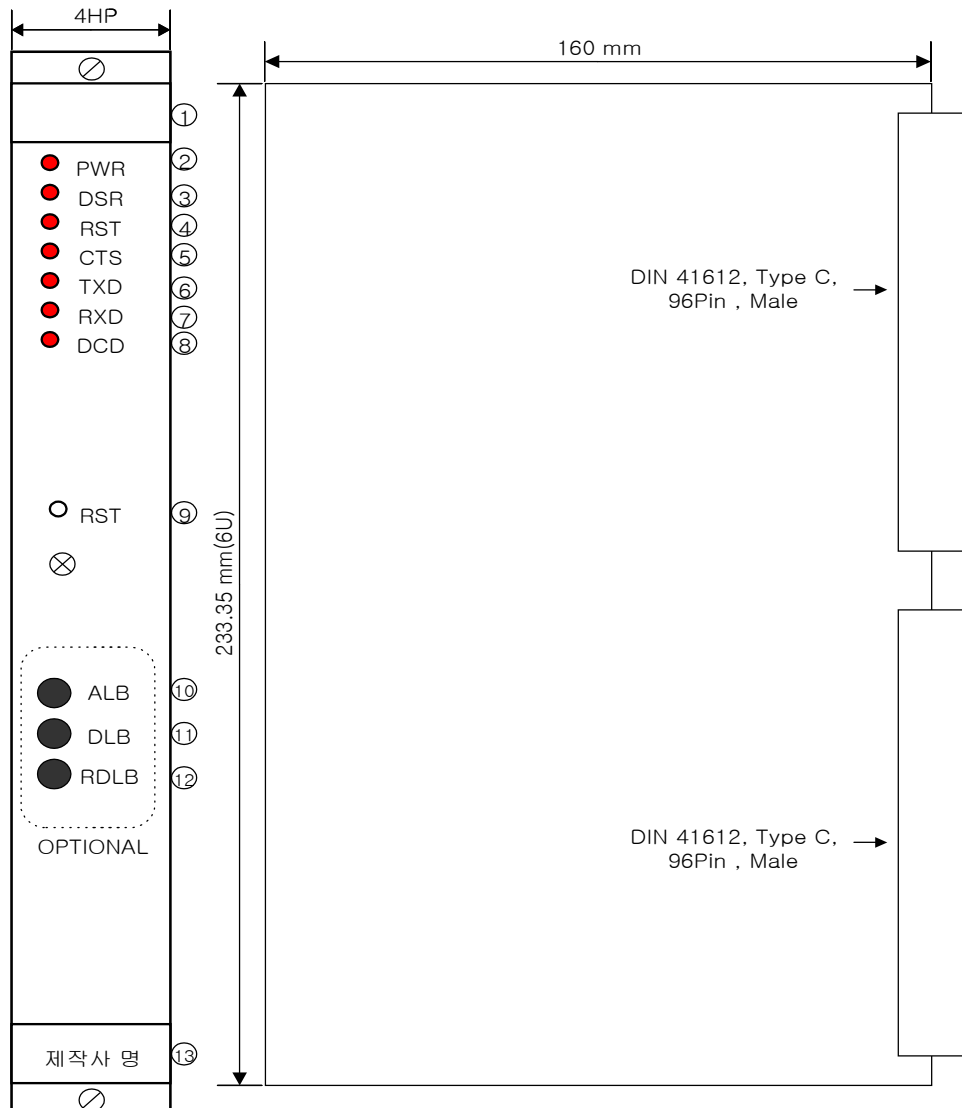 4HP
①
PWR ②
DSR ③
RST ④
CTS ⑤
TXD ⑥
RXD ⑦
DCD ⑧
RST ⑨
ALB ⑩
DLB ⑪
RDLB ⑫
OPTIONAL
제작사 명 ⑬
160 mm
233.35 mm(6U)
DIN 41612, Type C,
96Pin , Male
DIN 41612, Type C,
96Pin , Male